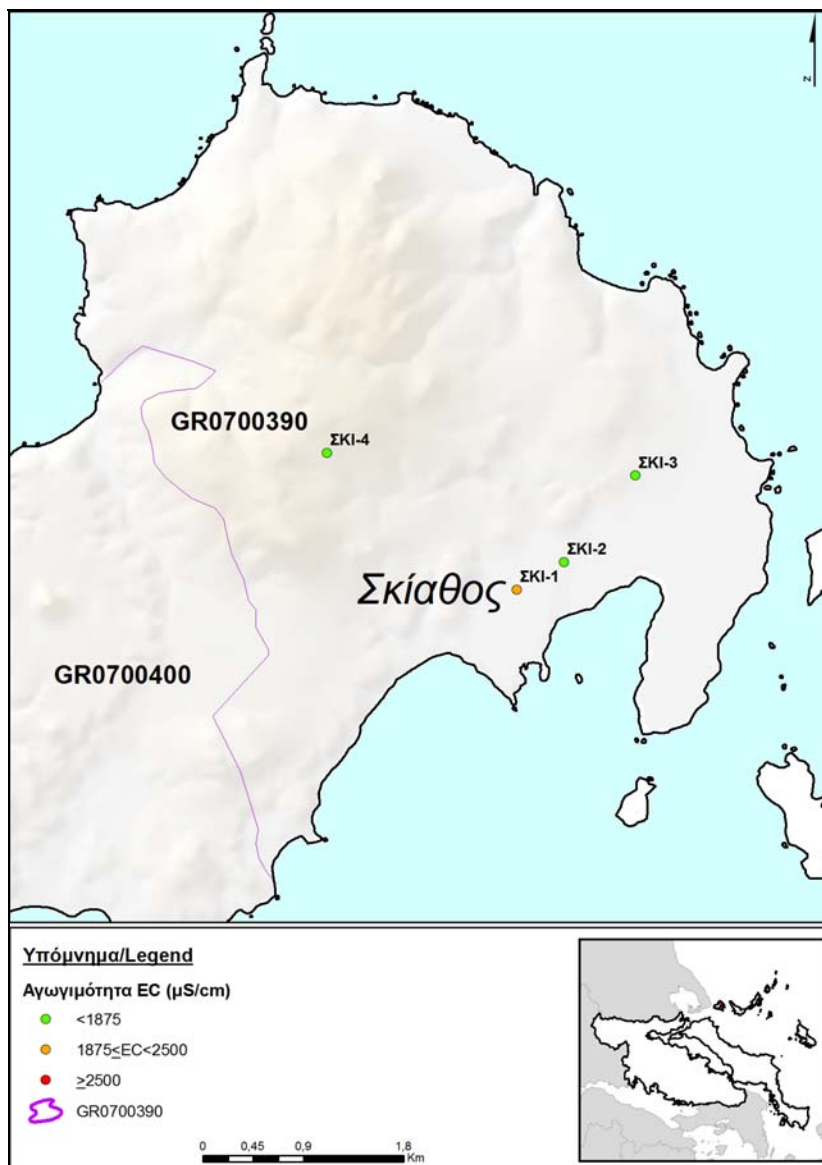 Z
GR0700390
ΣΚΙ-4
ΣΚΙ-3
ΣΚΙ-2
ΣΚΙ-1
Σκίαθος
GR0700400
Υπόμνημα/Legend
Αγωγιμότητα EC (μS/cm)
<1875
1875≤EC<2500
≥2500
GR0700390
0 0,45 0,9 1,8
Km